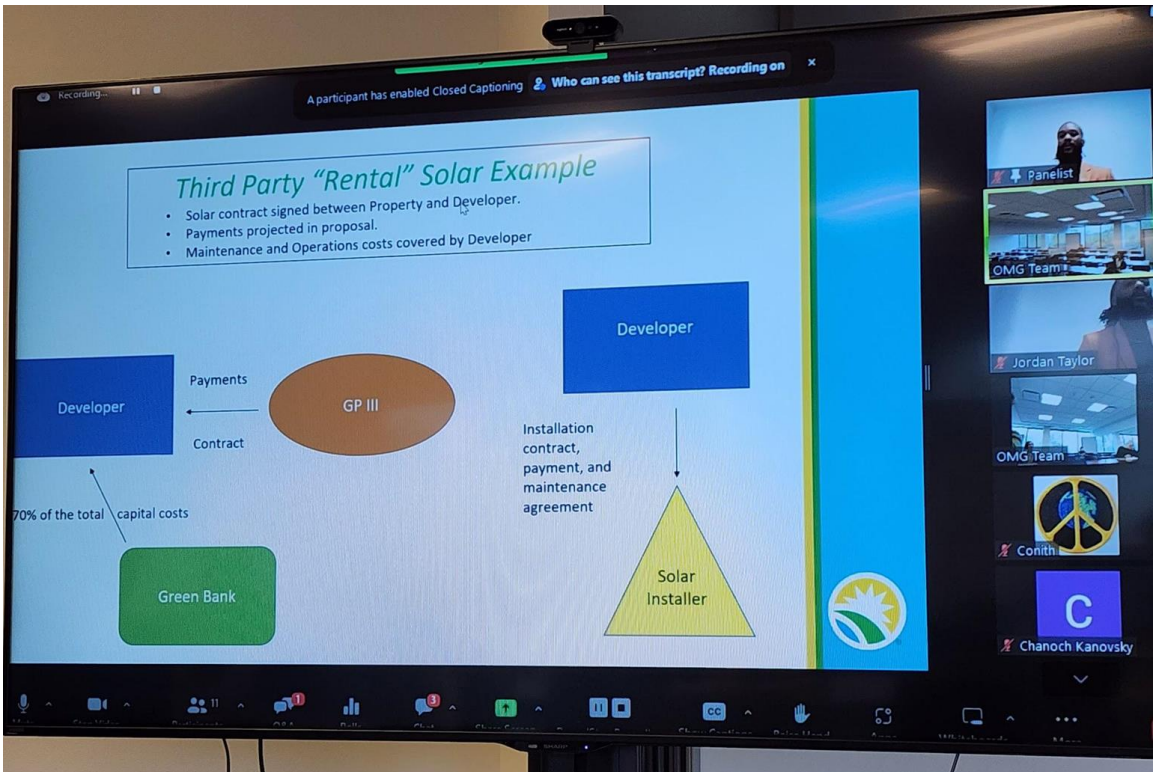 Recording...
A participant has enabled Closed Captioning
Who can see this transcript? Recording on
Third Party “Rental” Solar Example
• Solar contract signed between Property and Developer.
• Payments projected in proposal.
• Maintenance and Operations costs covered by Developer
Developer
Payments
Contract
GP III
70% of the total capital costs
Green Bank
Developer
Installation
contract,
payment, and
maintenance
agreement
Solar
Installer
Panelist
OMG Team
Jordan Taylor
OMG Team
Conith
C
Chanoch Kanovsky
11
1
3
CC
SHARP